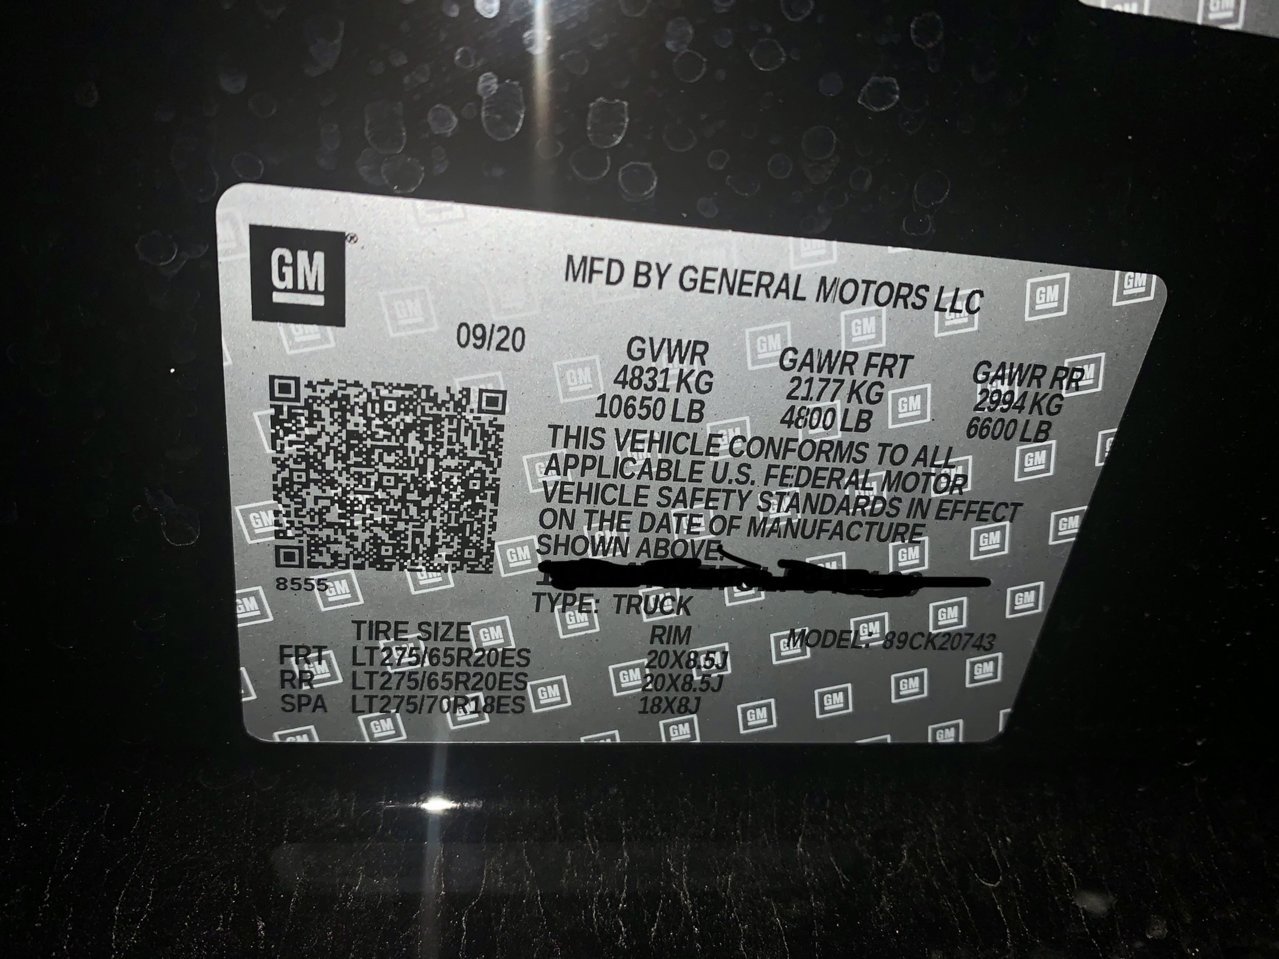 GM®
MFD BY GENERAL MOTORS LLC
09/20
GVWR GAWR FRT GAWR RR
4831 KG 2177 KG 2994 KG
10650 LB 4800 LB 6600 LB
THIS VEHICLE CONFORMS TO ALL
APPLICABLE U.S. FEDERAL MOTOR
VEHICLE SAFETY STANDARDS IN EFFECT
ON THE DATE OF MANUFACTURE
SHOWN ABOVE.
8555
TYPE: TRUCK
MODEL: 89CK20743
TIRE SIZE RIM
FRT LT275/65R20ES 20X8.5J
RR LT275/65R20ES 20X8.5J
SPA LT275/70R18ES 18X8J